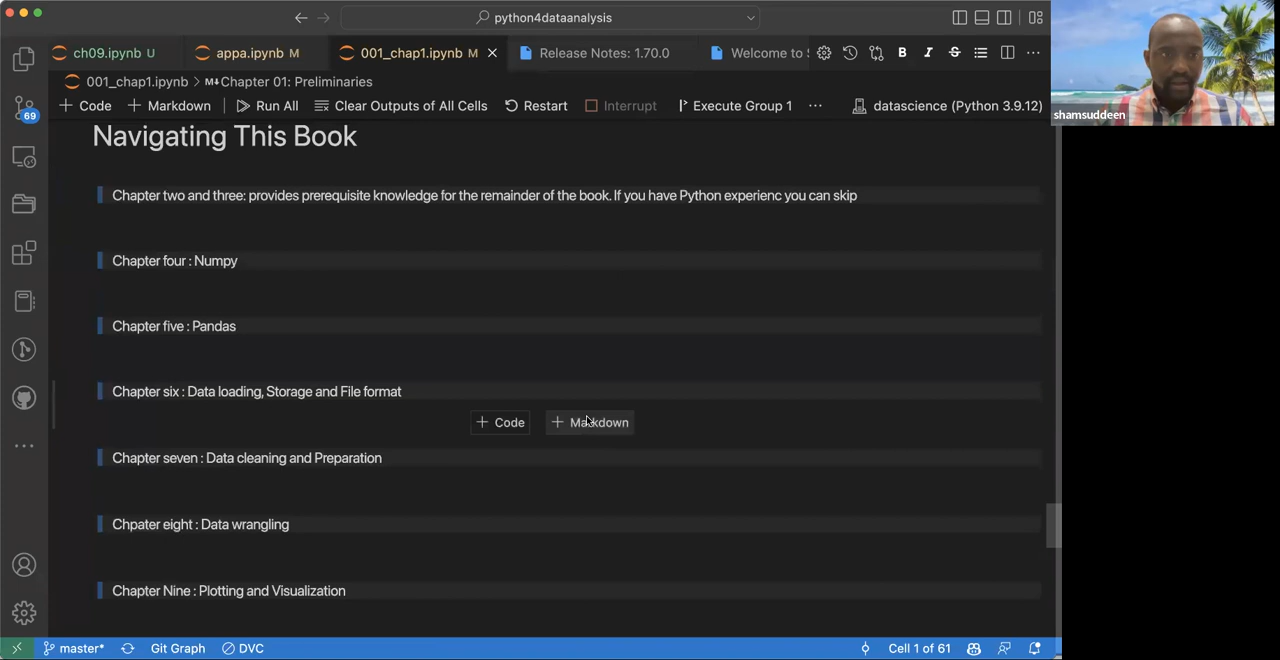 python4dataanalysis
ch09.ipynb U
appa.ipynb M
001_chap1.ipynb M
Release Notes: 1.70.0
Welcome to
001_chap1.ipynb > M Chapter 01: Preliminaries
+ Code + Markdown Run All Clear Outputs of All Cells Restart Interrupt Execute Group 1 ... datascience (Python 3.9.12)
shamsuddeen
Navigating This Book
Chapter two and three: provides prerequisite knowledge for the remainder of the book. If you have Python experienc you can skip
Chapter four : Numpy
Chapter five : Pandas
Chapter six : Data loading, Storage and File format
+ Code + Markdown
Chapter seven : Data cleaning and Preparation
Chpater eight : Data wrangling
Chapter Nine : Plotting and Visualization
69
master* Git Graph DVC Cell 1 of 61